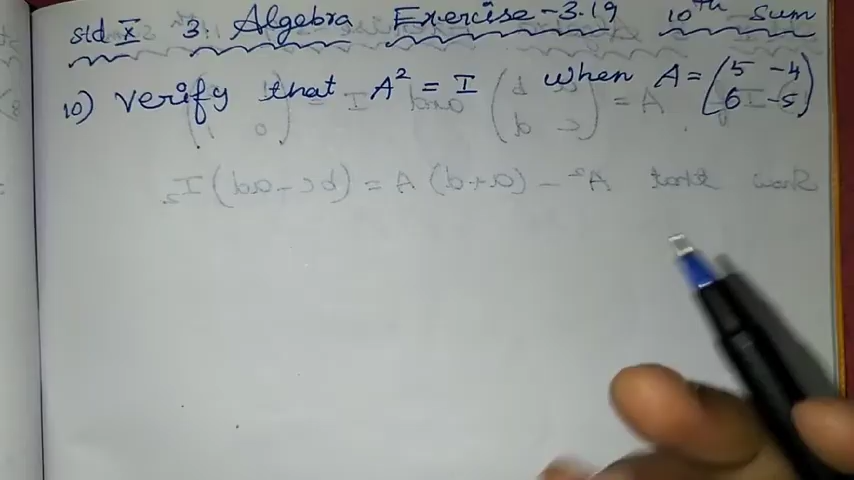 std X 3. Algebra Exercise - 3.19 10th Sum
10) Verify that A² = I when A = (5 -4
6 -5)